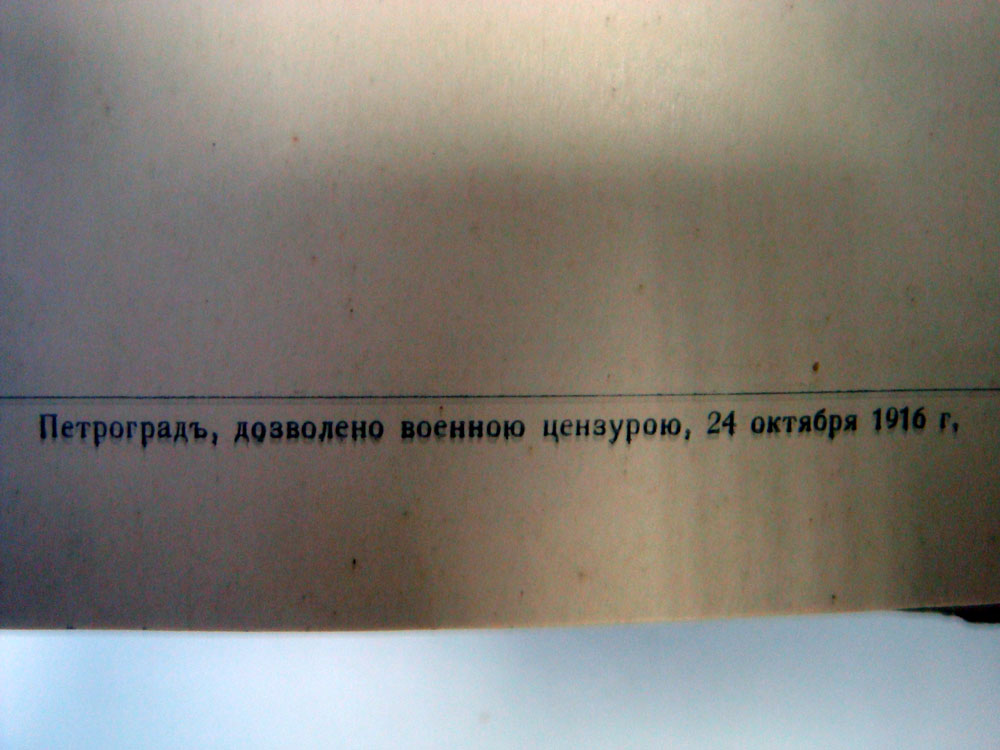 Петроградъ, дозволено военною цензурою, 24 октября 1916 г,